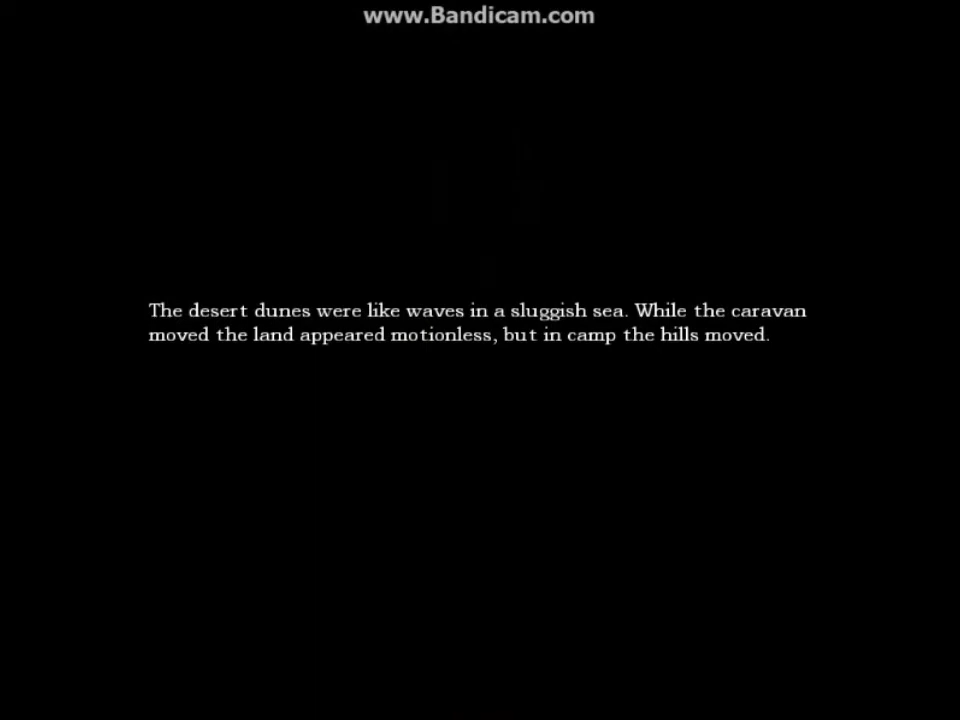 www.Bandicam.com
The desert dunes were like waves in a sluggish sea. While the caravan
moved the land appeared motionless, but in camp the hills moved.